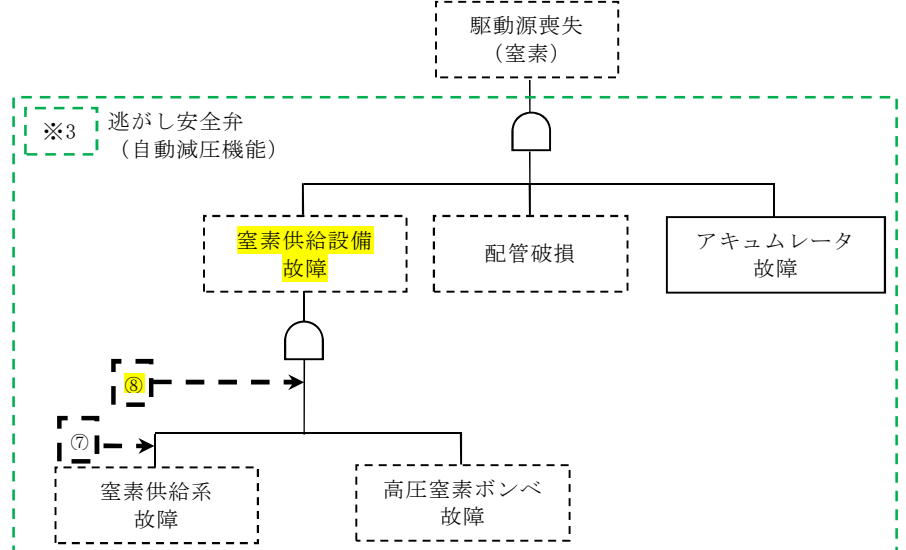 駆動源喪失
（窒素）
※3
逃がし安全弁
（自動減圧機能）
窒素供給設備
故障
配管破損
アキュムレータ
故障
⑧
⑦
窒素供給系
故障
高圧窒素ボンベ
故障